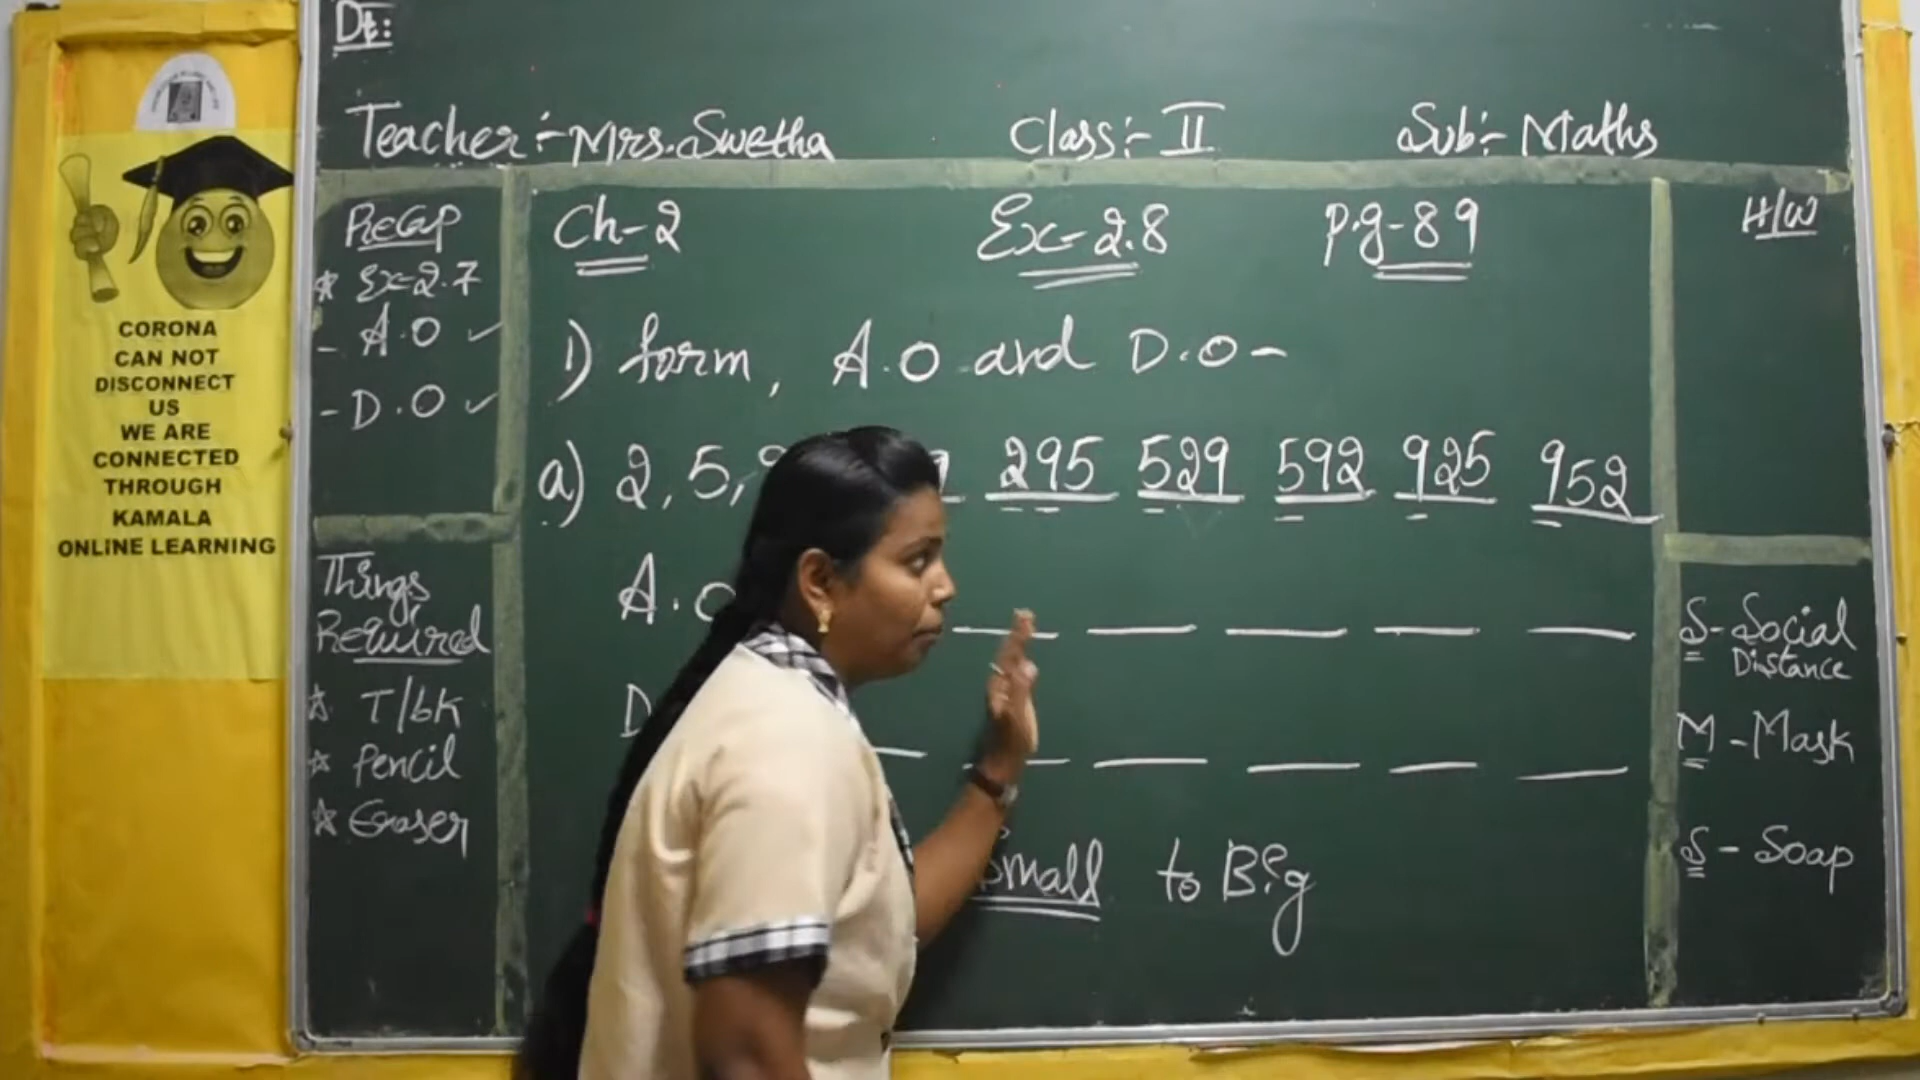 Dt:
Teacher:- Mrs. Swetha Class:- II Sub:- Maths
CORONA
CAN NOT
DISCONNECT
US
WE ARE
CONNECTED
THROUGH
KAMALA
ONLINE LEARNING
Recap
* Ex-2.7
- A.O ✓
- D.O ✓
Things
Required
☆ T/bk
☆ Pencil
☆ Eraser
Ch-2 Ex-2.8 P.g-89
1) form, A.O and D.O -
a) 2, 5, 295 529 592 925 952
A.O
D
Small to Big
H/W
S - Social
Distance
M - Mask
S - Soap